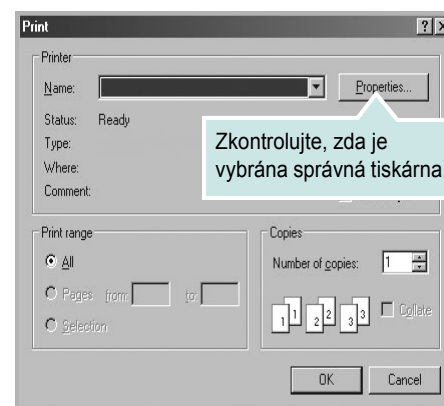 Print
Printer
Name:
Properties...
Status: Ready
Type:
Where:
Comment:
Zkontrolujte, zda je
vybrána správná tiskárna
Print range
All
Pages from: to:
Selection
Copies
Number of copies: 1
1 1 2 2 3 3
Collate
OK Cancel